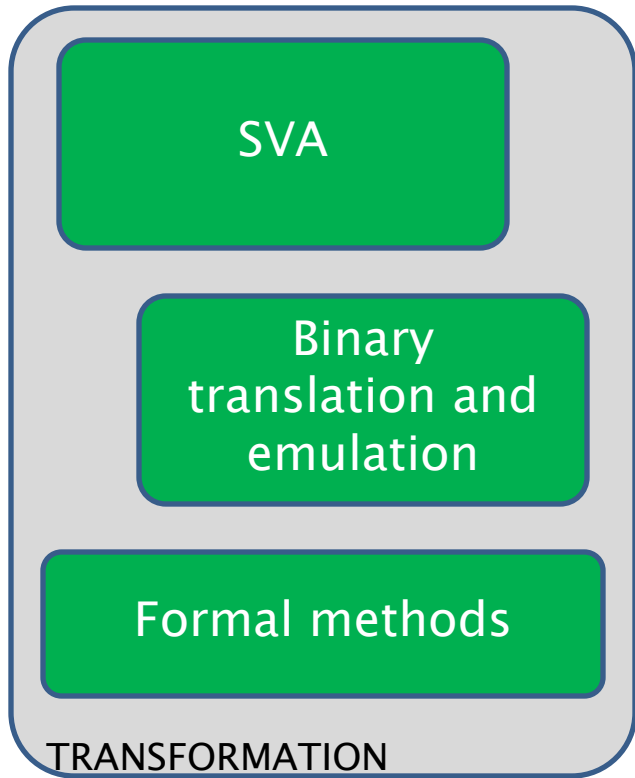 SVA
Binary
translation and
emulation
Formal methods
TRANSFORMATION